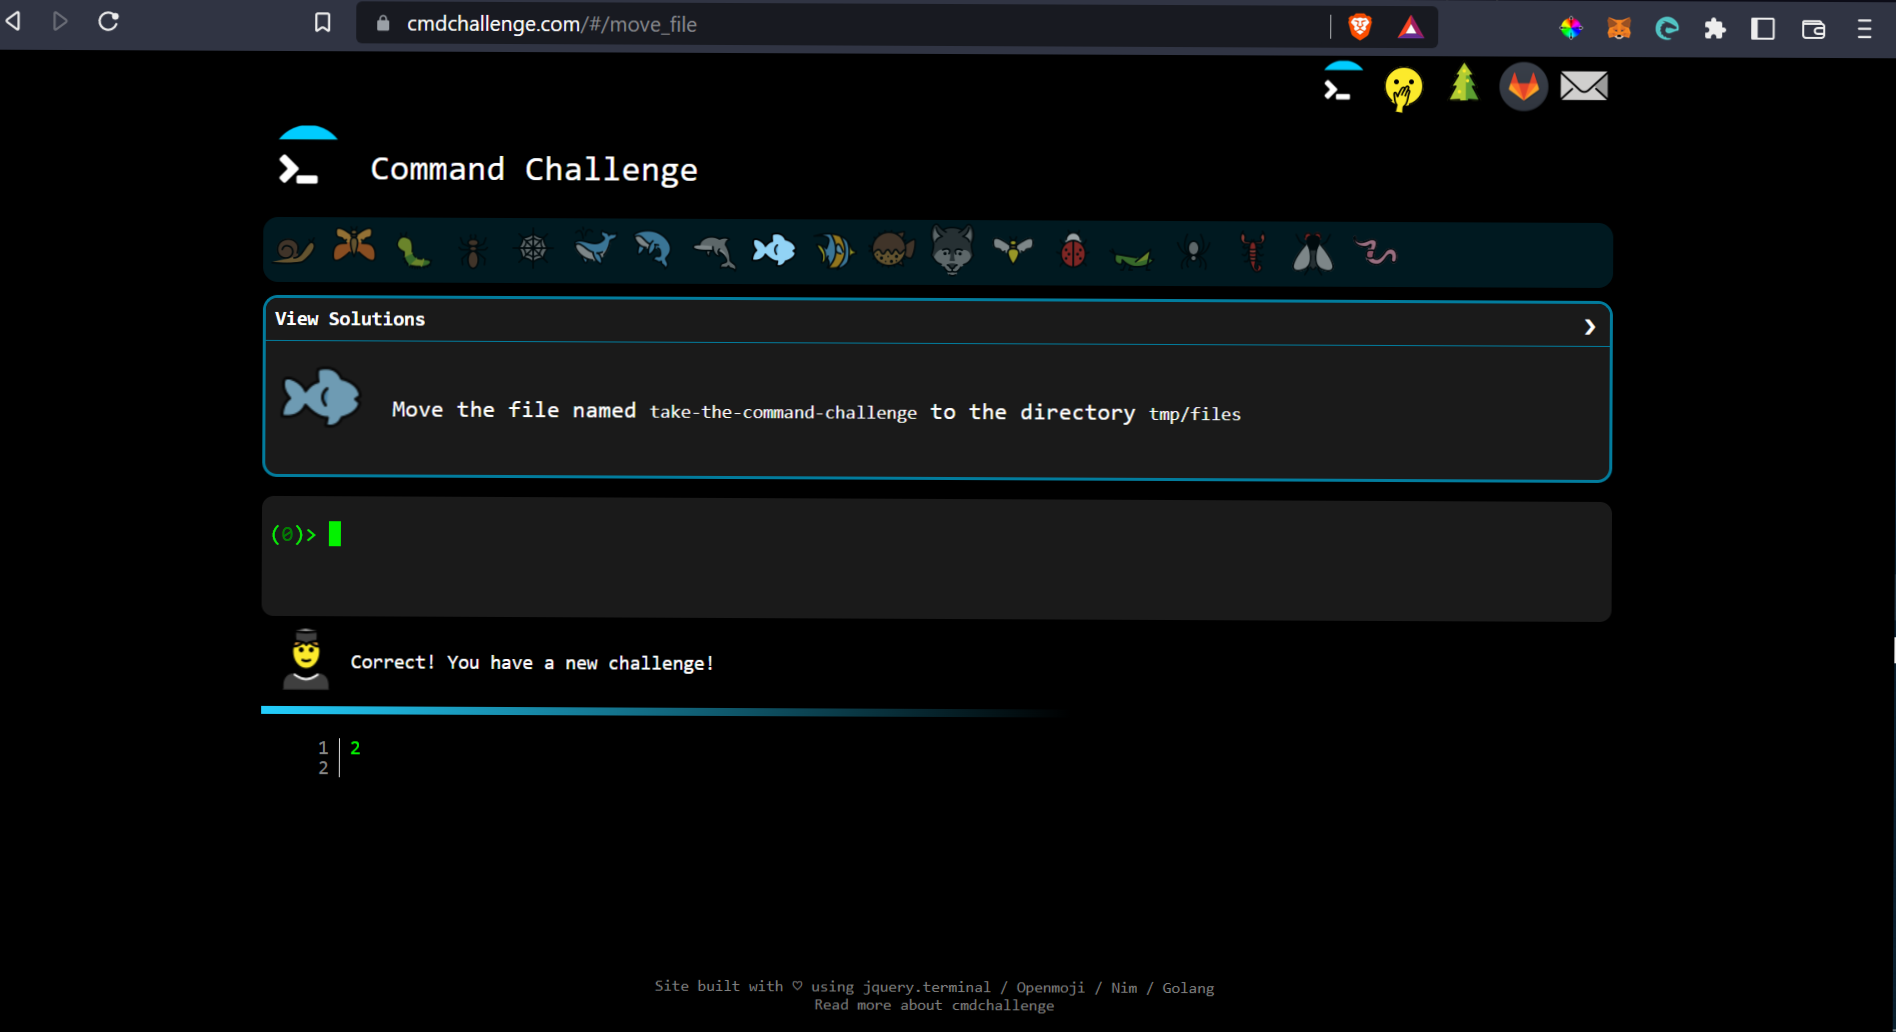 cmdchallenge.com/#/move_file
Command Challenge
View Solutions
Move the file named take-the-command-challenge to the directory tmp/files
(0)>
Correct! You have a new challenge!
1 2
2
Site built with ♡ using jquery.terminal / Openmoji / Nim / Golang
Read more about cmdchallenge